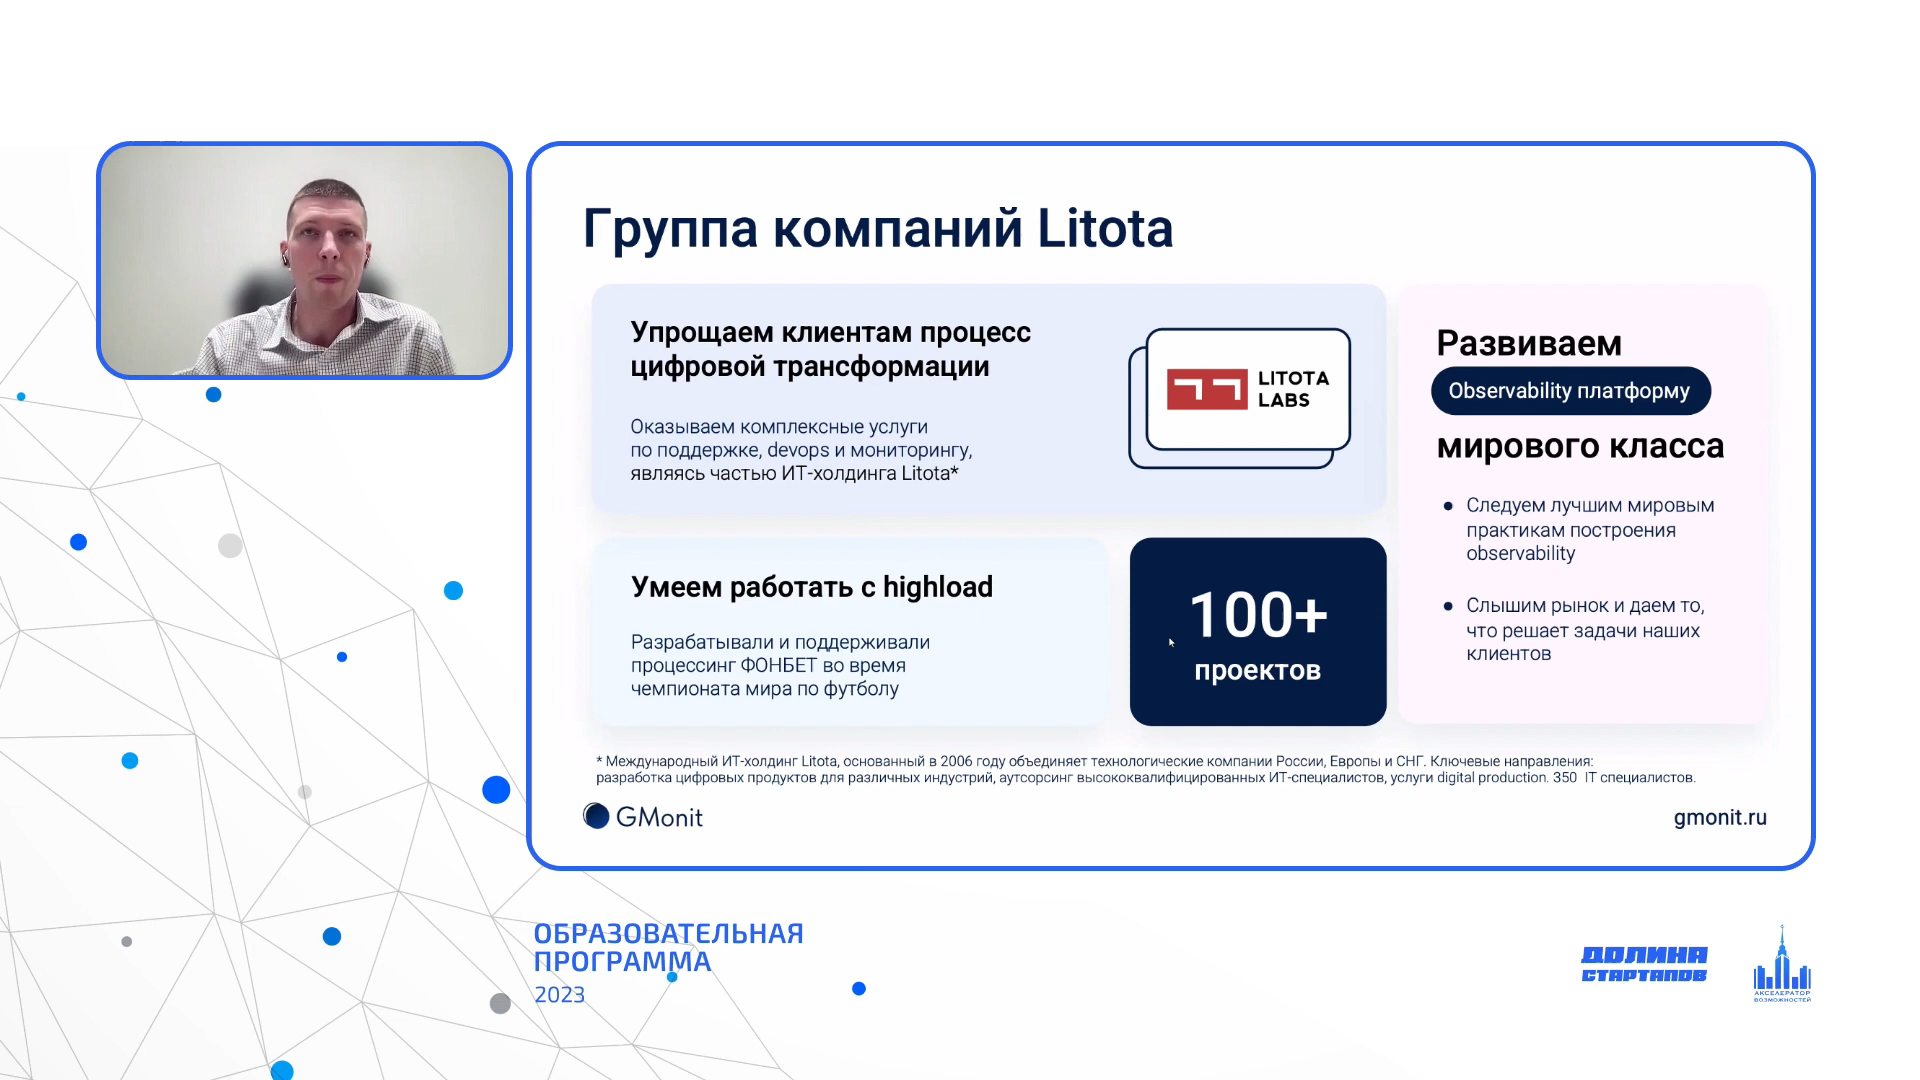 Группа компаний Litota
Упрощаем клиентам процесс
цифровой трансформации
Оказываем комплексные услуги
по поддержке, devops и мониторингу,
являясь частью ИТ-холдинга Litota*
LITOTA
LABS
Умеем работать с highload
Разрабатывали и поддерживали
процессинг ФОНБЕТ во время
чемпионата мира по футболу
100+
проектов
Развиваем
Observability платформу
мирового класса
• Следуем лучшим мировым
практикам построения
observability
• Слышим рынок и даем то,
что решает задачи наших
клиентов
* Международный ИТ-холдинг Litota, основанный в 2006 году объединяет технологические компании России, Европы и СНГ. Ключевые направления:
разработка цифровых продуктов для различных индустрий, аутсорсинг высококвалифицированных ИТ-специалистов, услуги digital production. 350 IT специалистов.
GMonit
gmonit.ru
ОБРАЗОВАТЕЛЬНАЯ
ПРОГРАММА
2023
ДОЛИНА
СТАРТАПОВ
АКСЕЛЕРАТОР
ВОЗМОЖНОСТЕЙ